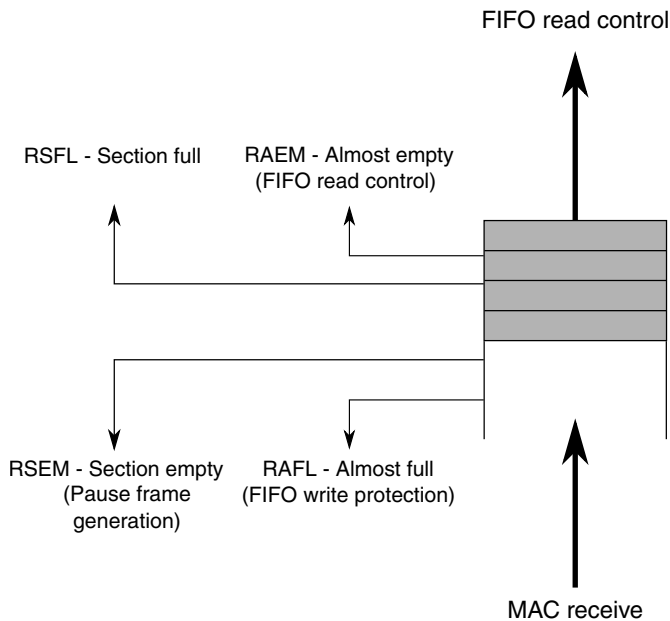 FIFO read control
RSFL - Section full
RAEM - Almost empty
(FIFO read control)
RSEM - Section empty
(Pause frame
generation)
RAFL - Almost full
(FIFO write protection)
MAC receive